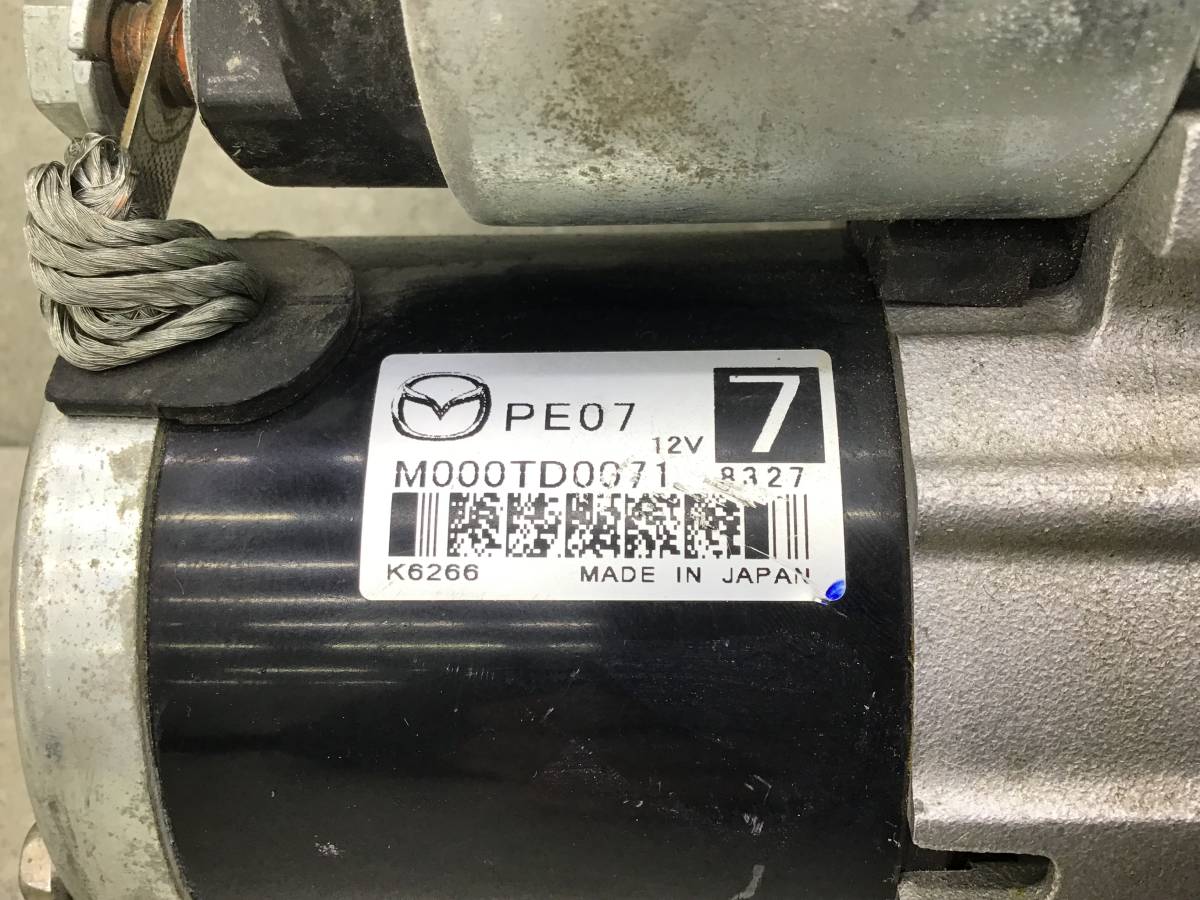 PE07
12V
7
M000TD0071 8327
K6266 MADE IN JAPAN